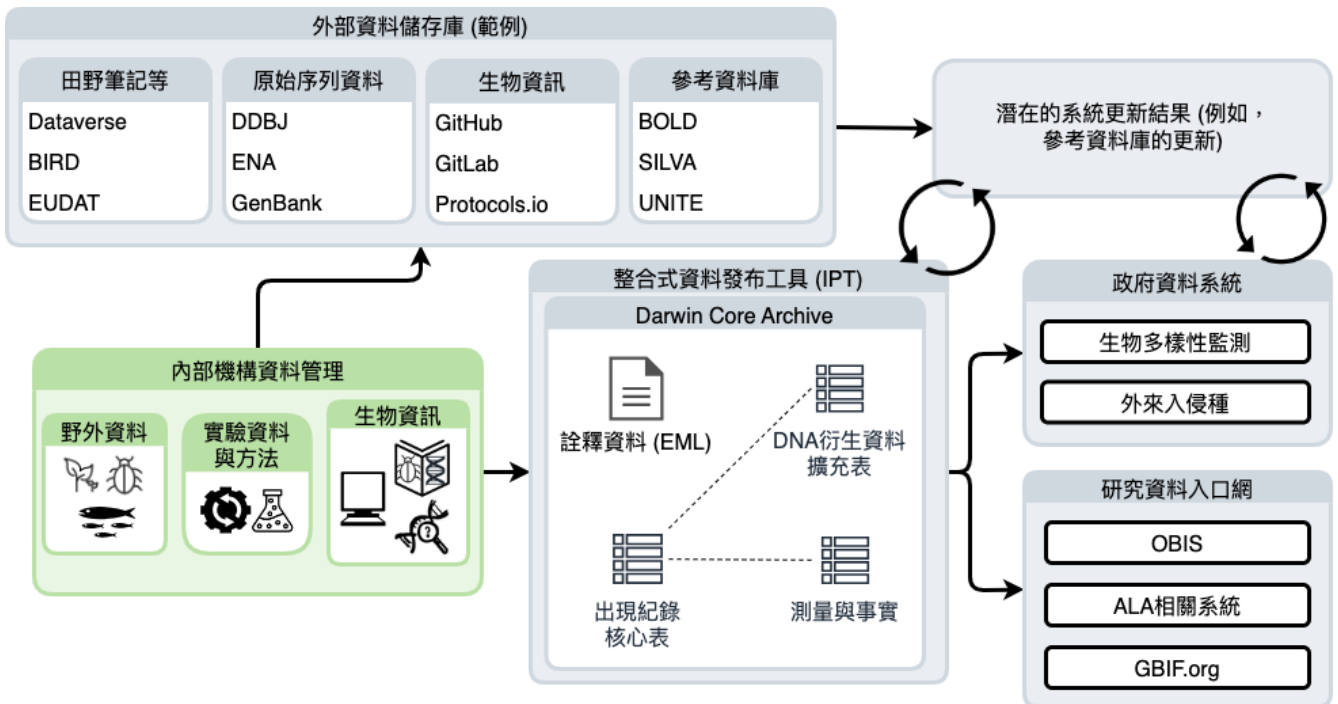 外部資料儲存庫 (範例)
田野筆記等
Dataverse
BIRD
EUDAT
原始序列資料
DDBJ
ENA
GenBank
生物資訊
GitHub
GitLab
Protocols.io
參考資料庫
BOLD
SILVA
UNITE
潛在的系統更新結果 (例如，
參考資料庫的更新)
內部機構資料管理
野外資料
實驗資料
與方法
生物資訊
?
整合式資料發布工具 (IPT)
Darwin Core Archive
詮釋資料 (EML)
DNA衍生資料
擴充表
出現紀錄
核心表
測量與事實
政府資料系統
生物多樣性監測
外來入侵種
研究資料入口網
OBIS
ALA相關系統
GBIF.org